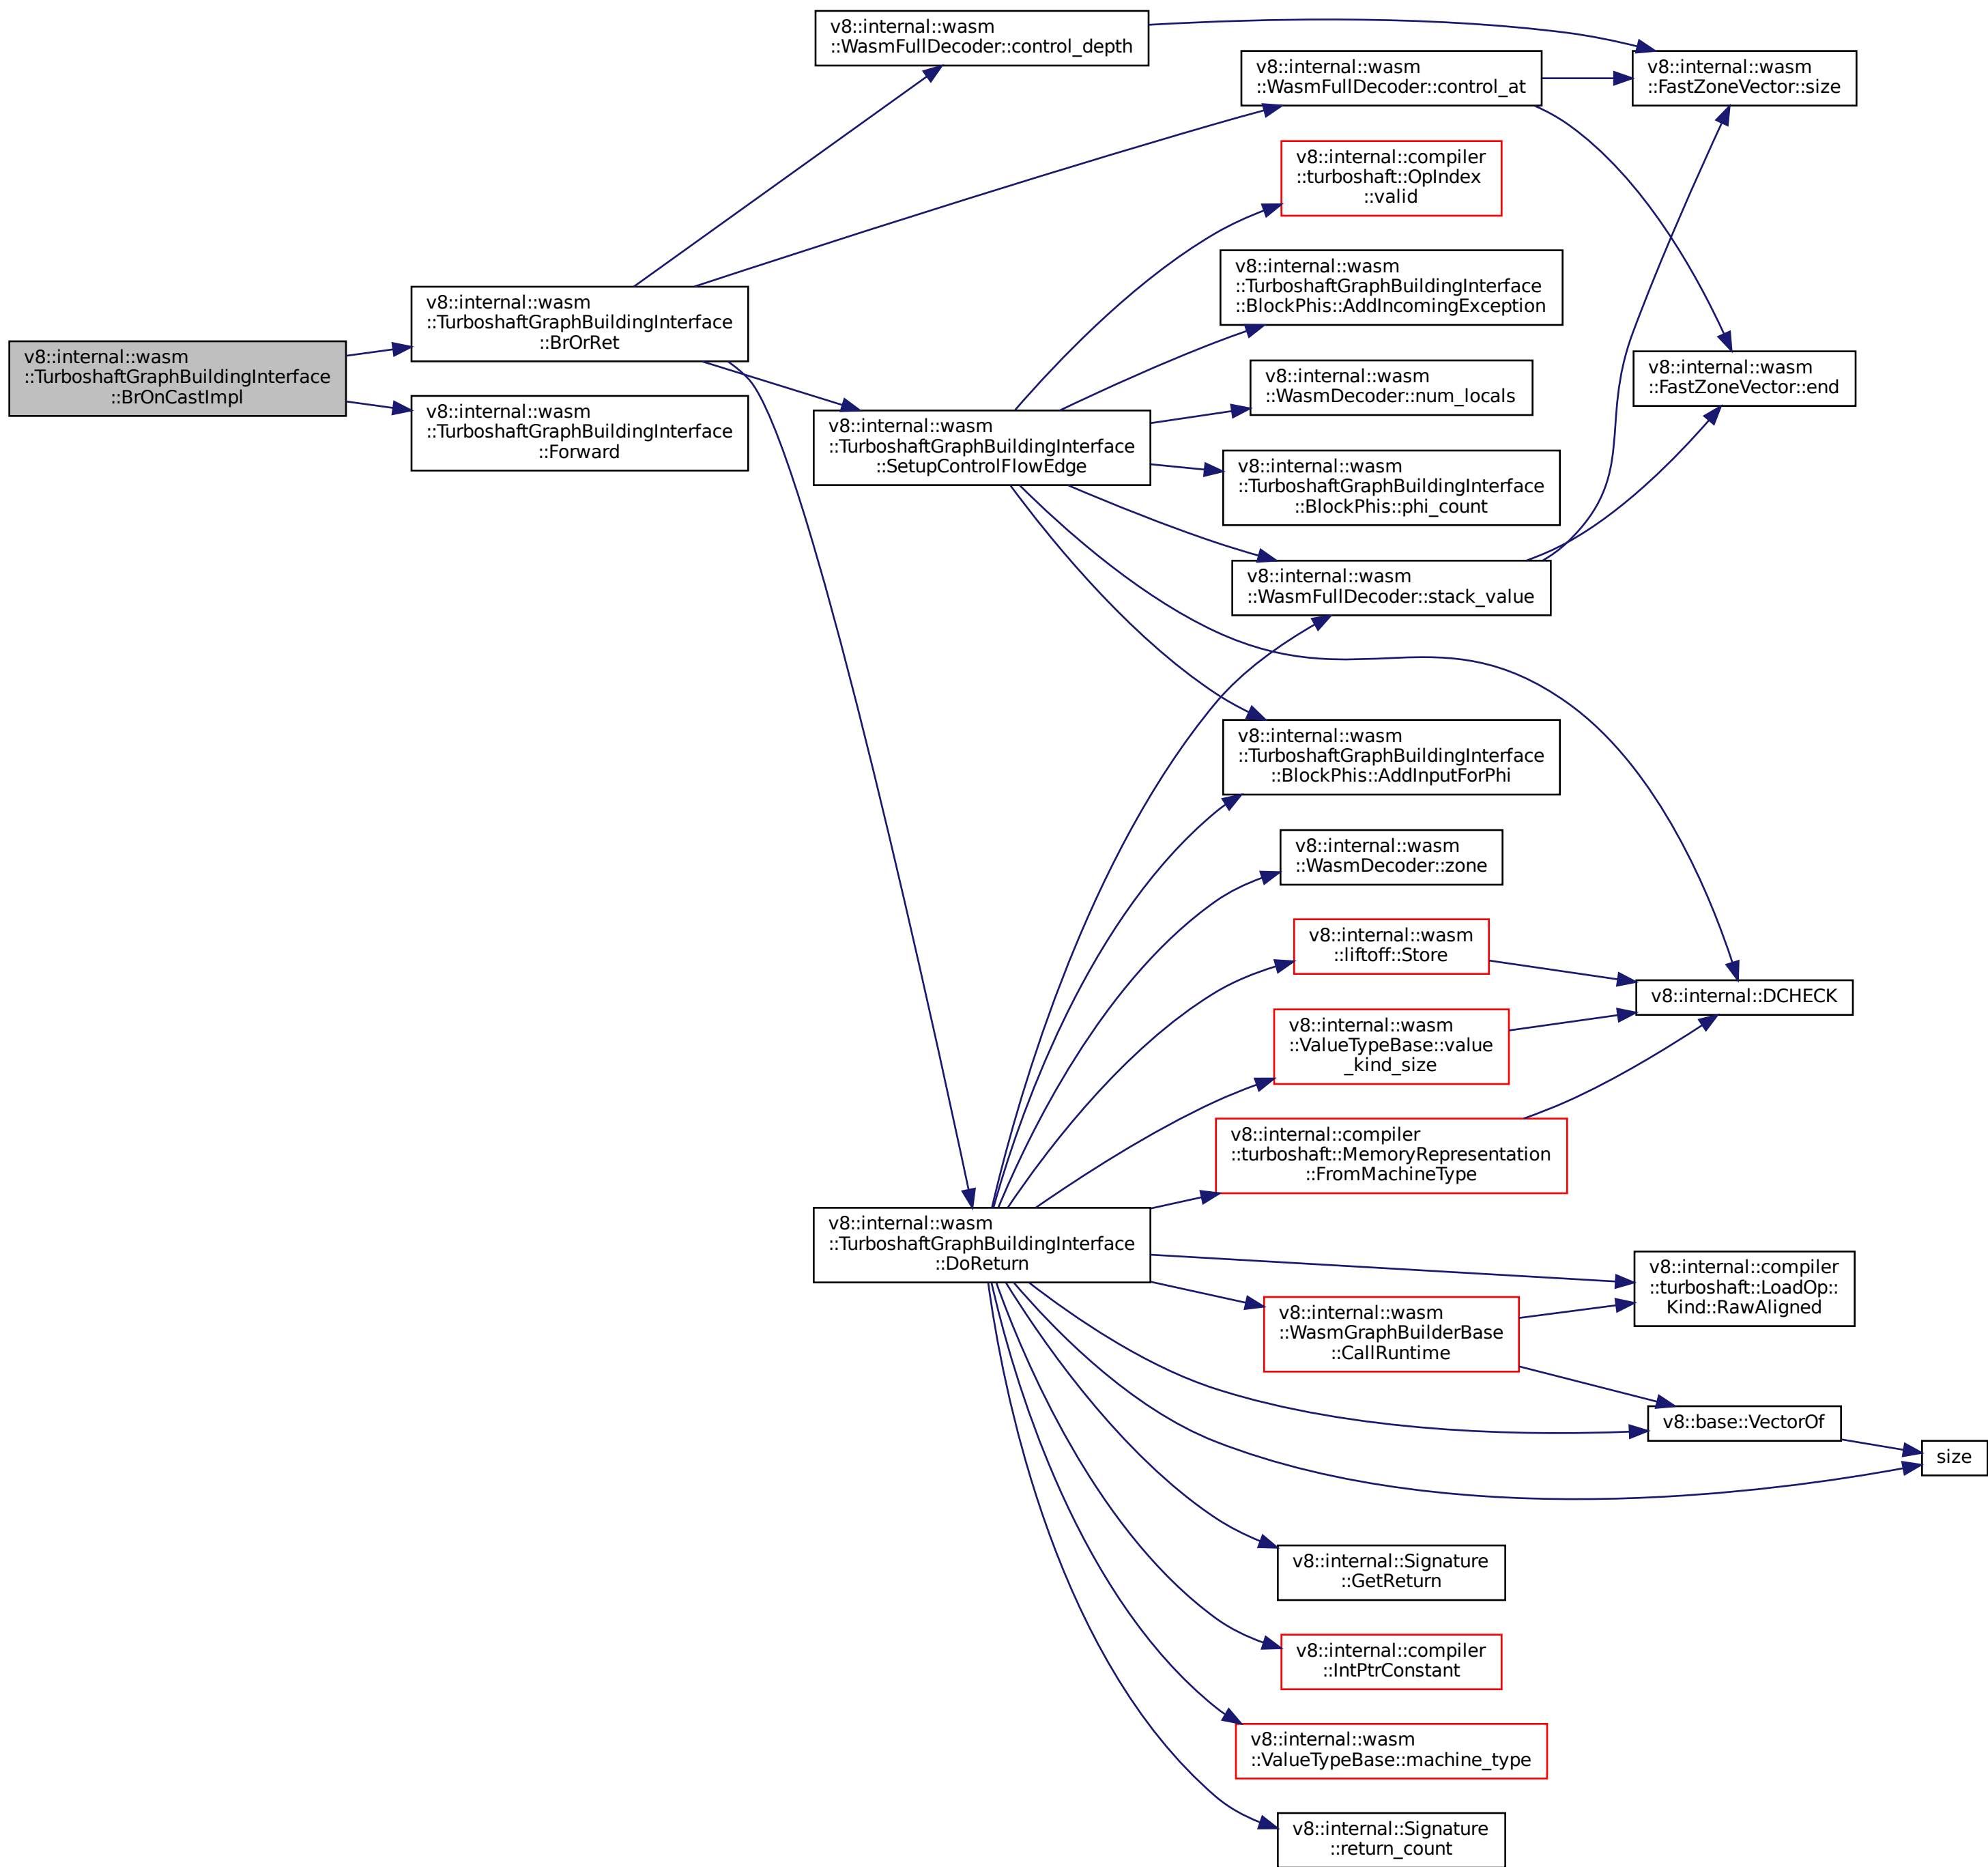 v8::internal::wasm
::TurboshaftGraphBuildingInterface
::BrOnCastImpl
v8::internal::wasm
::TurboshaftGraphBuildingInterface
::BrOrRet
v8::internal::wasm
::TurboshaftGraphBuildingInterface
::Forward
v8::internal::wasm
::WasmFullDecoder::control_depth
v8::internal::wasm
::TurboshaftGraphBuildingInterface
::SetupControlFlowEdge
v8::internal::wasm
::TurboshaftGraphBuildingInterface
::DoReturn
v8::internal::wasm
::WasmFullDecoder::control_at
v8::internal::compiler
::turboshaft::OpIndex
::valid
v8::internal::wasm
::TurboshaftGraphBuildingInterface
::BlockPhis::AddIncomingException
v8::internal::wasm
::WasmDecoder::num_locals
v8::internal::wasm
::TurboshaftGraphBuildingInterface
::BlockPhis::phi_count
v8::internal::wasm
::WasmFullDecoder::stack_value
v8::internal::wasm
::TurboshaftGraphBuildingInterface
::BlockPhis::AddInputForPhi
v8::internal::wasm
::WasmDecoder::zone
v8::internal::wasm
::liftoff::Store
v8::internal::wasm
::ValueTypeBase::value
_kind_size
v8::internal::compiler
::turboshaft::MemoryRepresentation
::FromMachineType
v8::internal::wasm
::WasmGraphBuilderBase
::CallRuntime
v8::internal::Signature
::GetReturn
v8::internal::compiler
::IntPtrConstant
v8::internal::wasm
::ValueTypeBase::machine_type
v8::internal::Signature
::return_count
v8::internal::wasm
::FastZoneVector::size
v8::internal::wasm
::FastZoneVector::end
v8::internal::DCHECK
v8::internal::compiler
::turboshaft::LoadOp::
Kind::RawAligned
v8::base::VectorOf
size